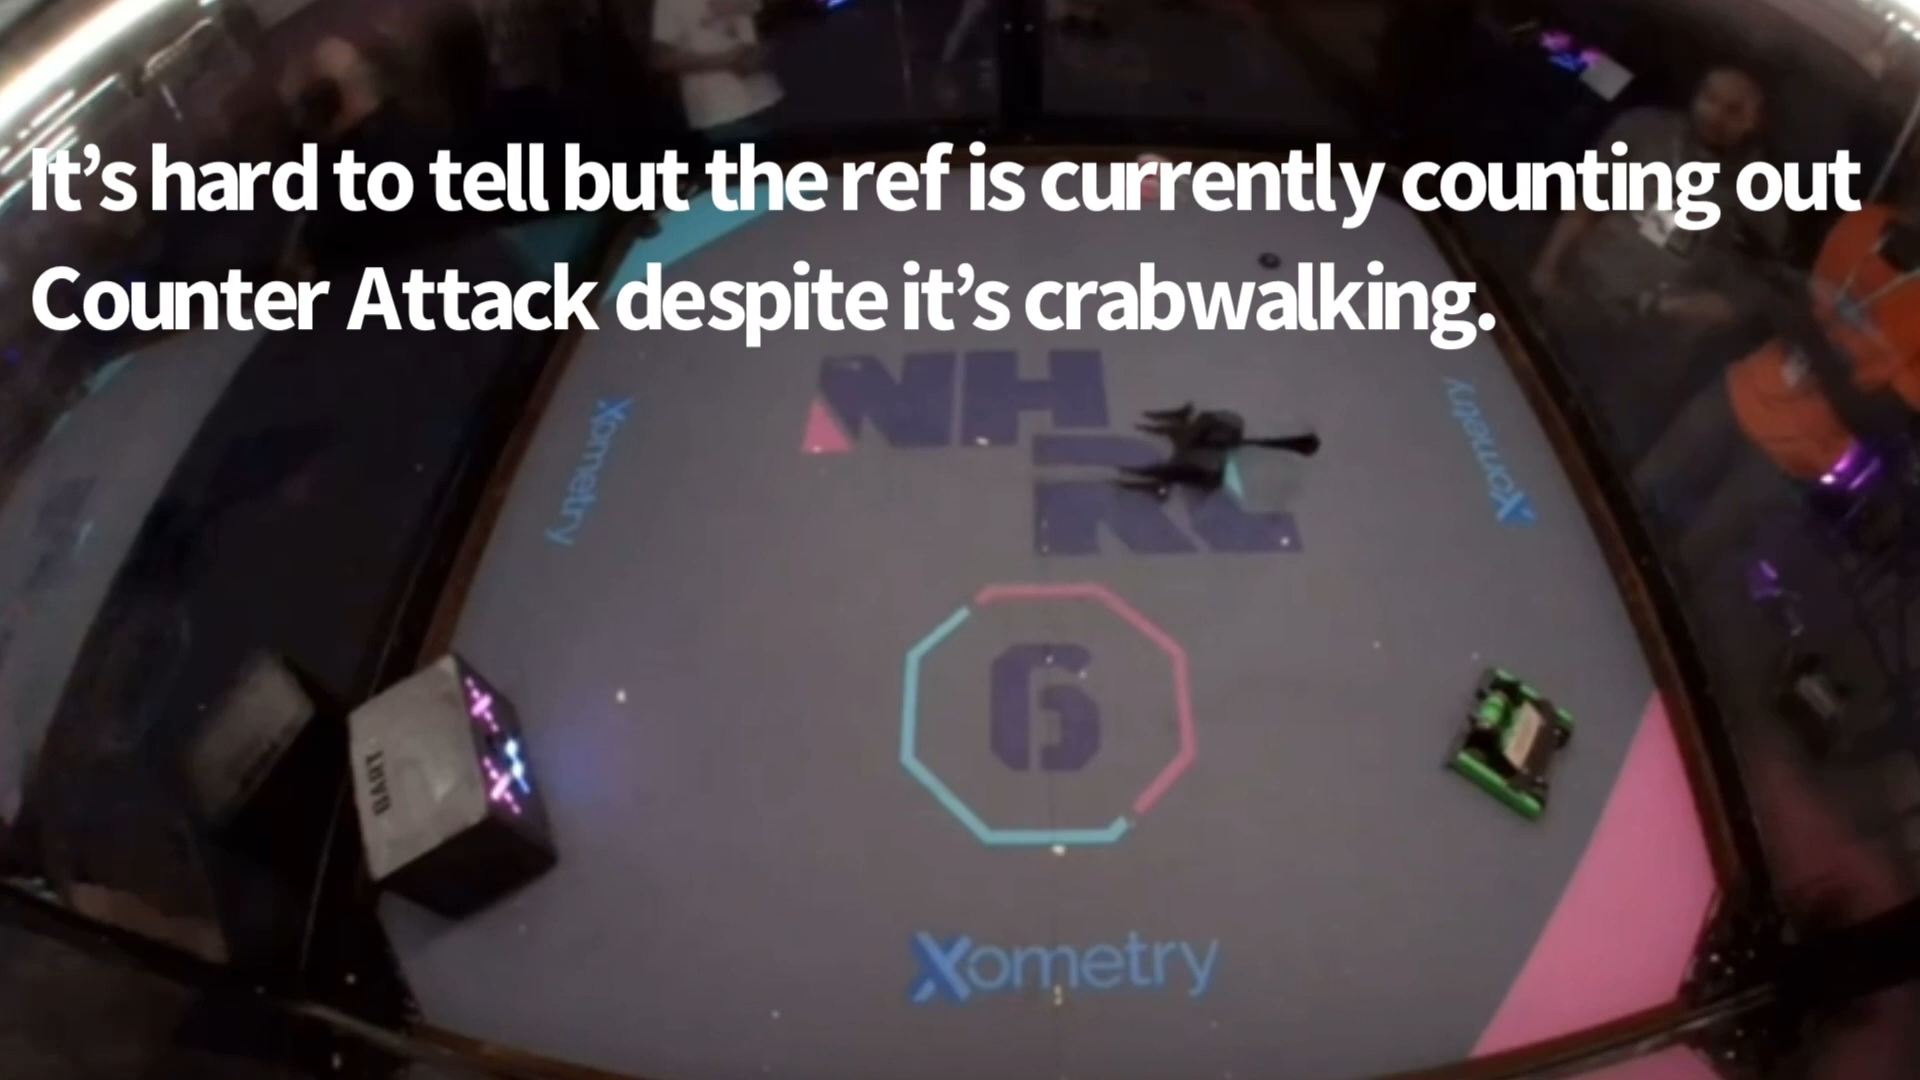 It’s hard to tell but the ref is currently counting out
Counter Attack despite it’s crabwalking.
NH
RL
Xometry
Xometry
6
BART
Xometry